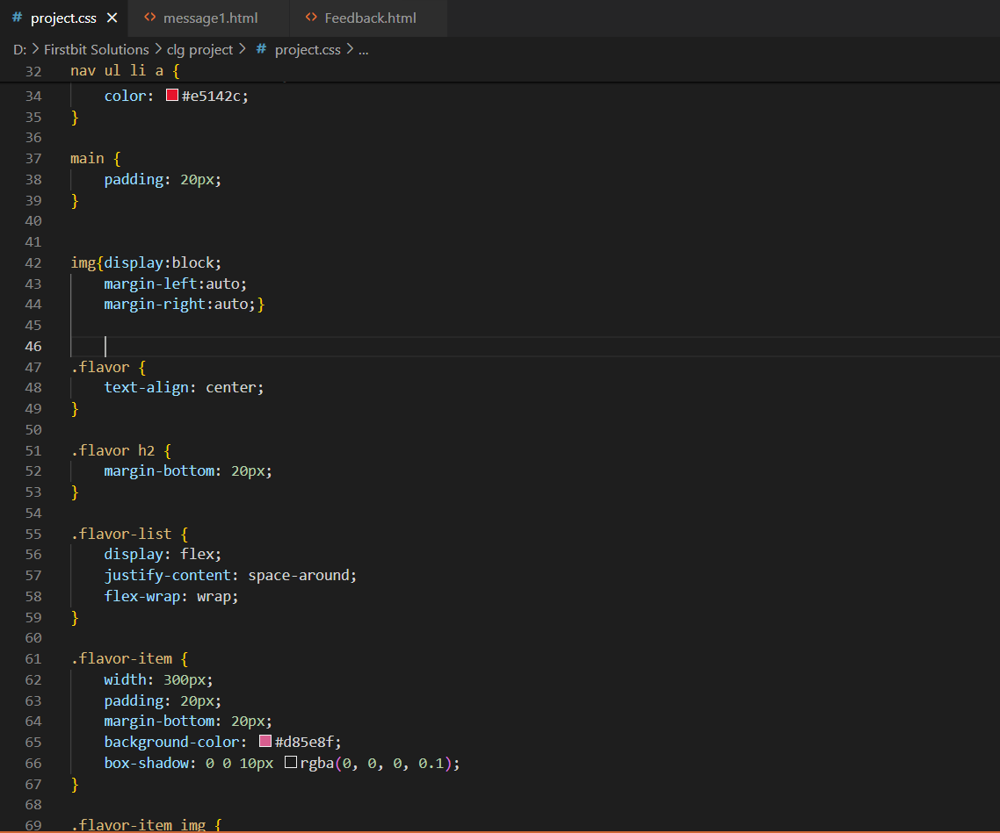 # project.css × <> message1.html <> Feedback.html
D: > Firstbit Solutions > clg project > # project.css > ...
32 nav ul li a {
34     color: #e5142c;
35 }
36
37 main {
38     padding: 20px;
39 }
40
41
42 img{display:block;
43     margin-left:auto;
44     margin-right:auto;}
45
46
47 .flavor {
48     text-align: center;
49 }
50
51 .flavor h2 {
52     margin-bottom: 20px;
53 }
54
55 .flavor-list {
56     display: flex;
57     justify-content: space-around;
58     flex-wrap: wrap;
59 }
60
61 .flavor-item {
62     width: 300px;
63     padding: 20px;
64     margin-bottom: 20px;
65     background-color: #d85e8f;
66     box-shadow: 0 0 10px rgba(0, 0, 0, 0.1);
67 }
68
69 .flavor-item img {